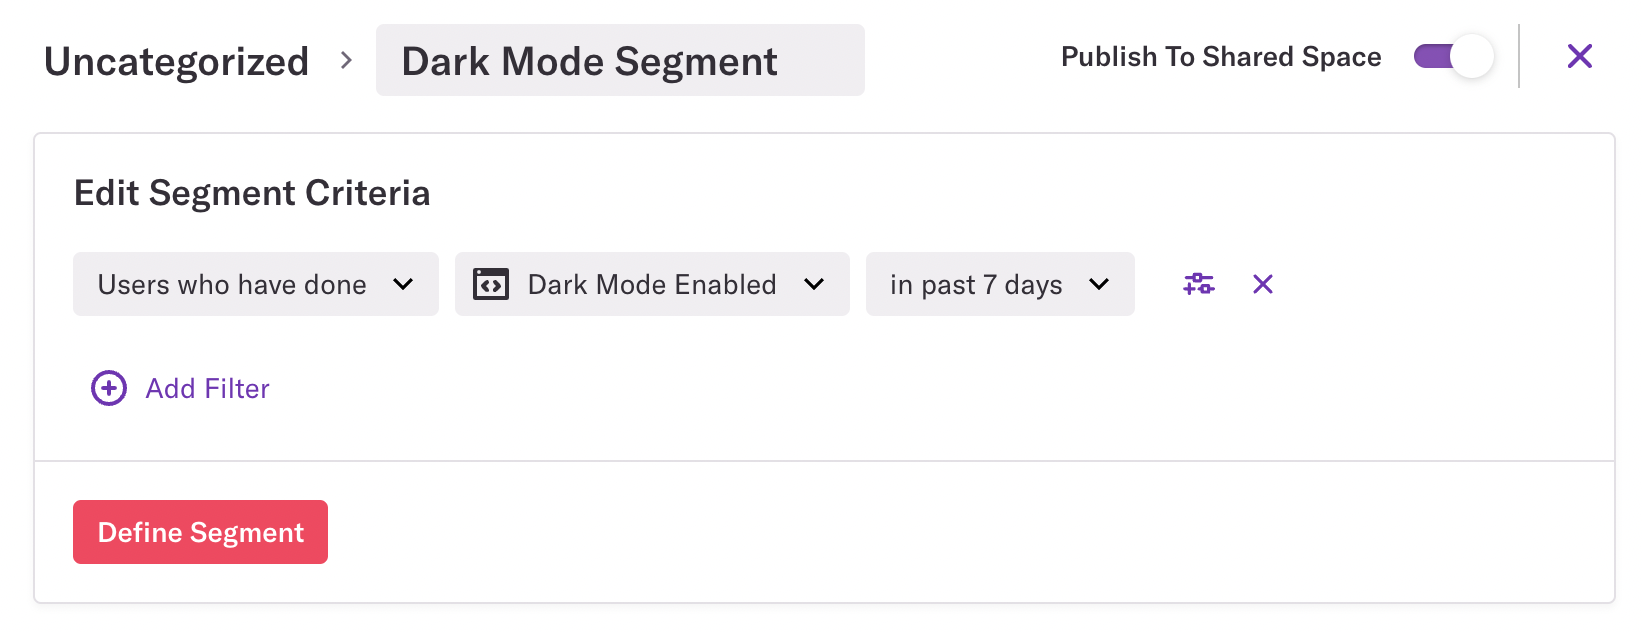 Uncategorized > Dark Mode Segment
Publish To Shared Space
Edit Segment Criteria
Users who have done Dark Mode Enabled in past 7 days
Add Filter
Define Segment